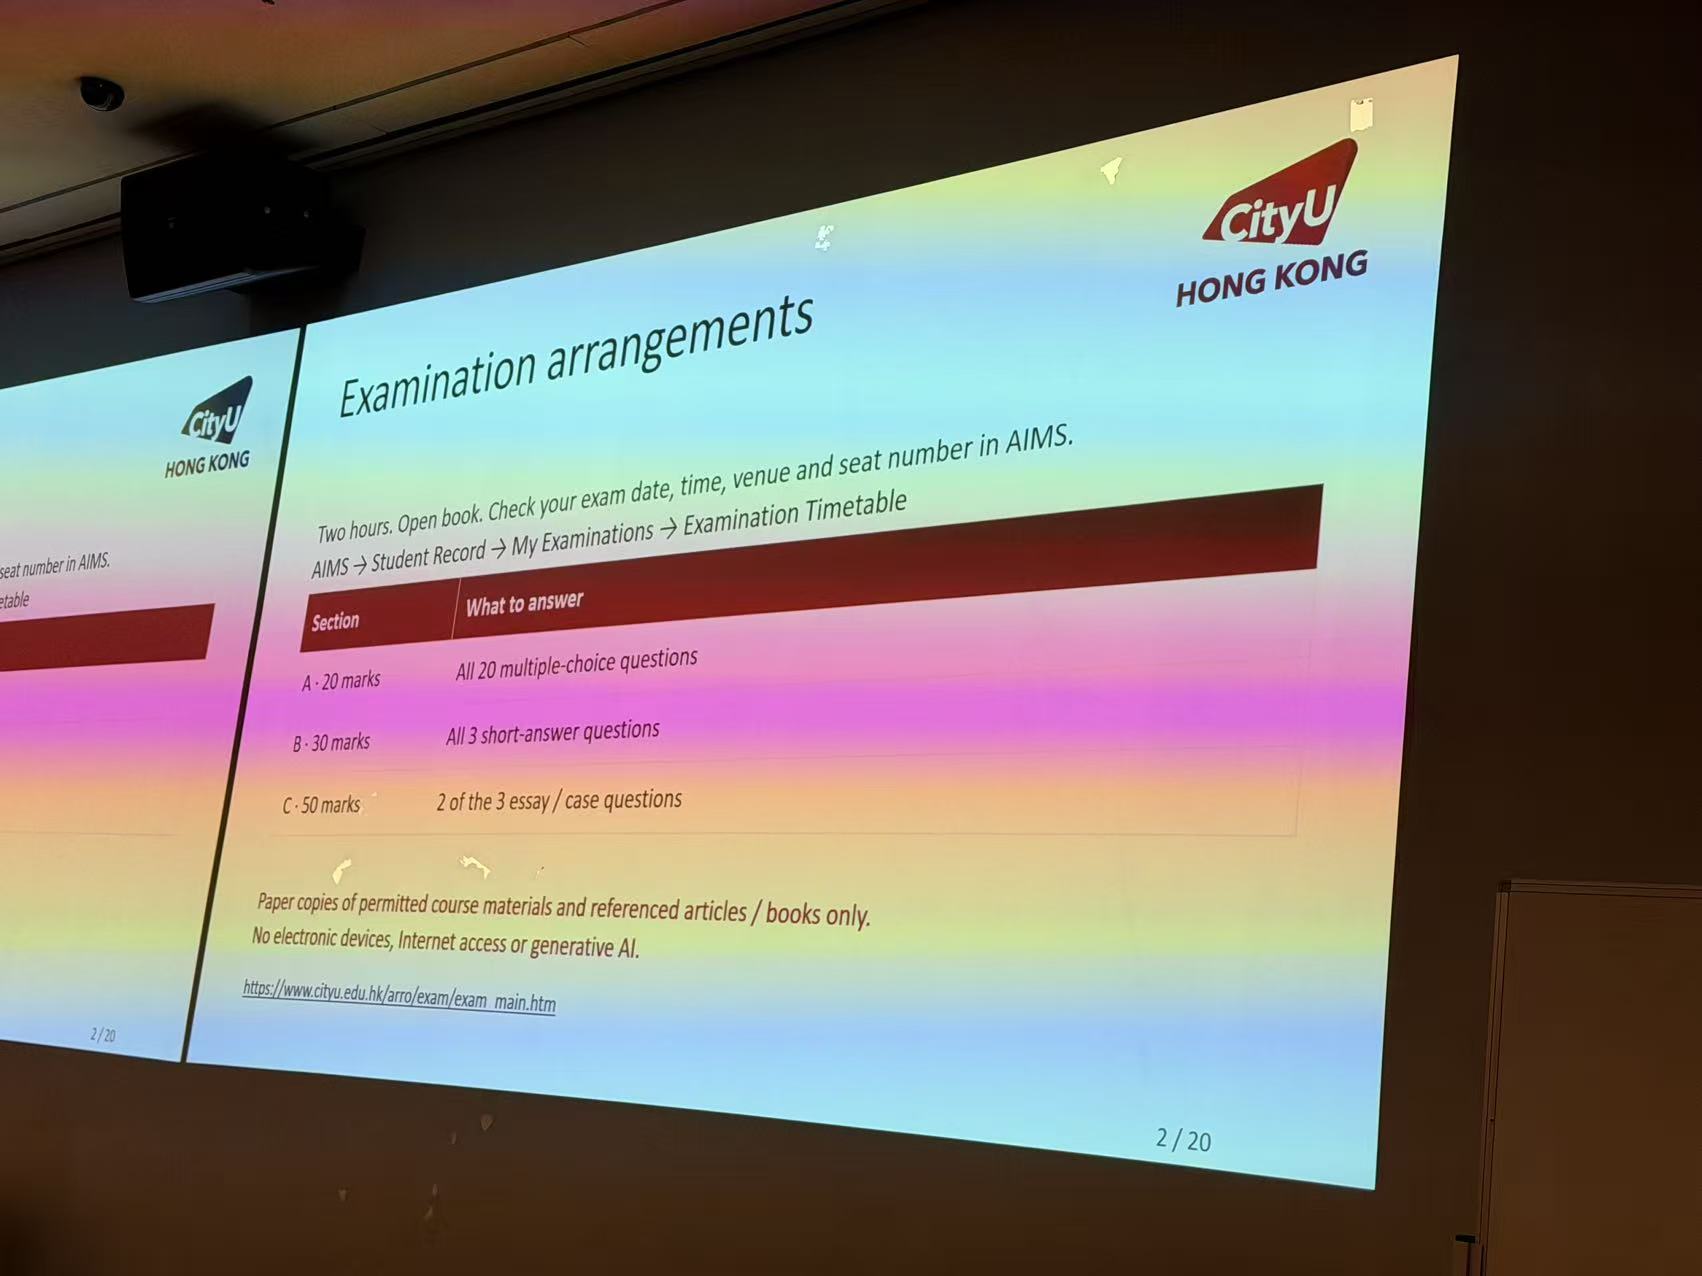 CityU
HONG KONG
seat number in AIMS.
etable
2 / 20
CityU
HONG KONG
Examination arrangements
Two hours. Open book. Check your exam date, time, venue and seat number in AIMS.
AIMS → Student Record → My Examinations → Examination Timetable
Section What to answer
A · 20 marks All 20 multiple-choice questions
B · 30 marks All 3 short-answer questions
C · 50 marks 2 of the 3 essay / case questions
Paper copies of permitted course materials and referenced articles / books only.
No electronic devices, Internet access or generative AI.
https://www.cityu.edu.hk/arro/exam/exam_main.htm
2 / 20